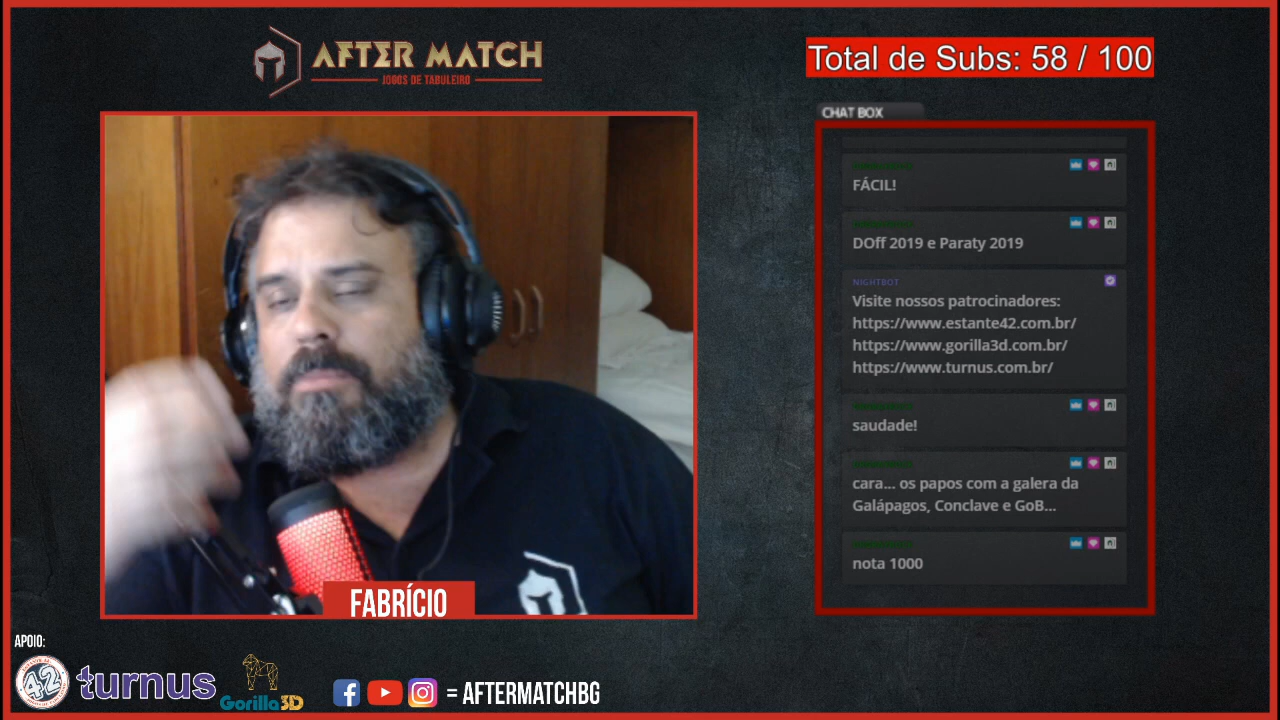 AFTER MATCH
JOGOS DE TABULEIRO
Total de Subs: 58 / 100
CHAT BOX
FÁCIL!
DOff 2019 e Paraty 2019
NIGHTBOT
Visite nossos patrocinadores:
https://www.estante42.com.br/
https://www.gorilla3d.com.br/
https://www.turnus.com.br/
saudade!
cara... os papos com a galera da
Galápagos, Conclave e GoB...
nota 1000
FABRÍCIO
APOIO:
42
turnus
Gorilla3D
= AFTERMATCHBG